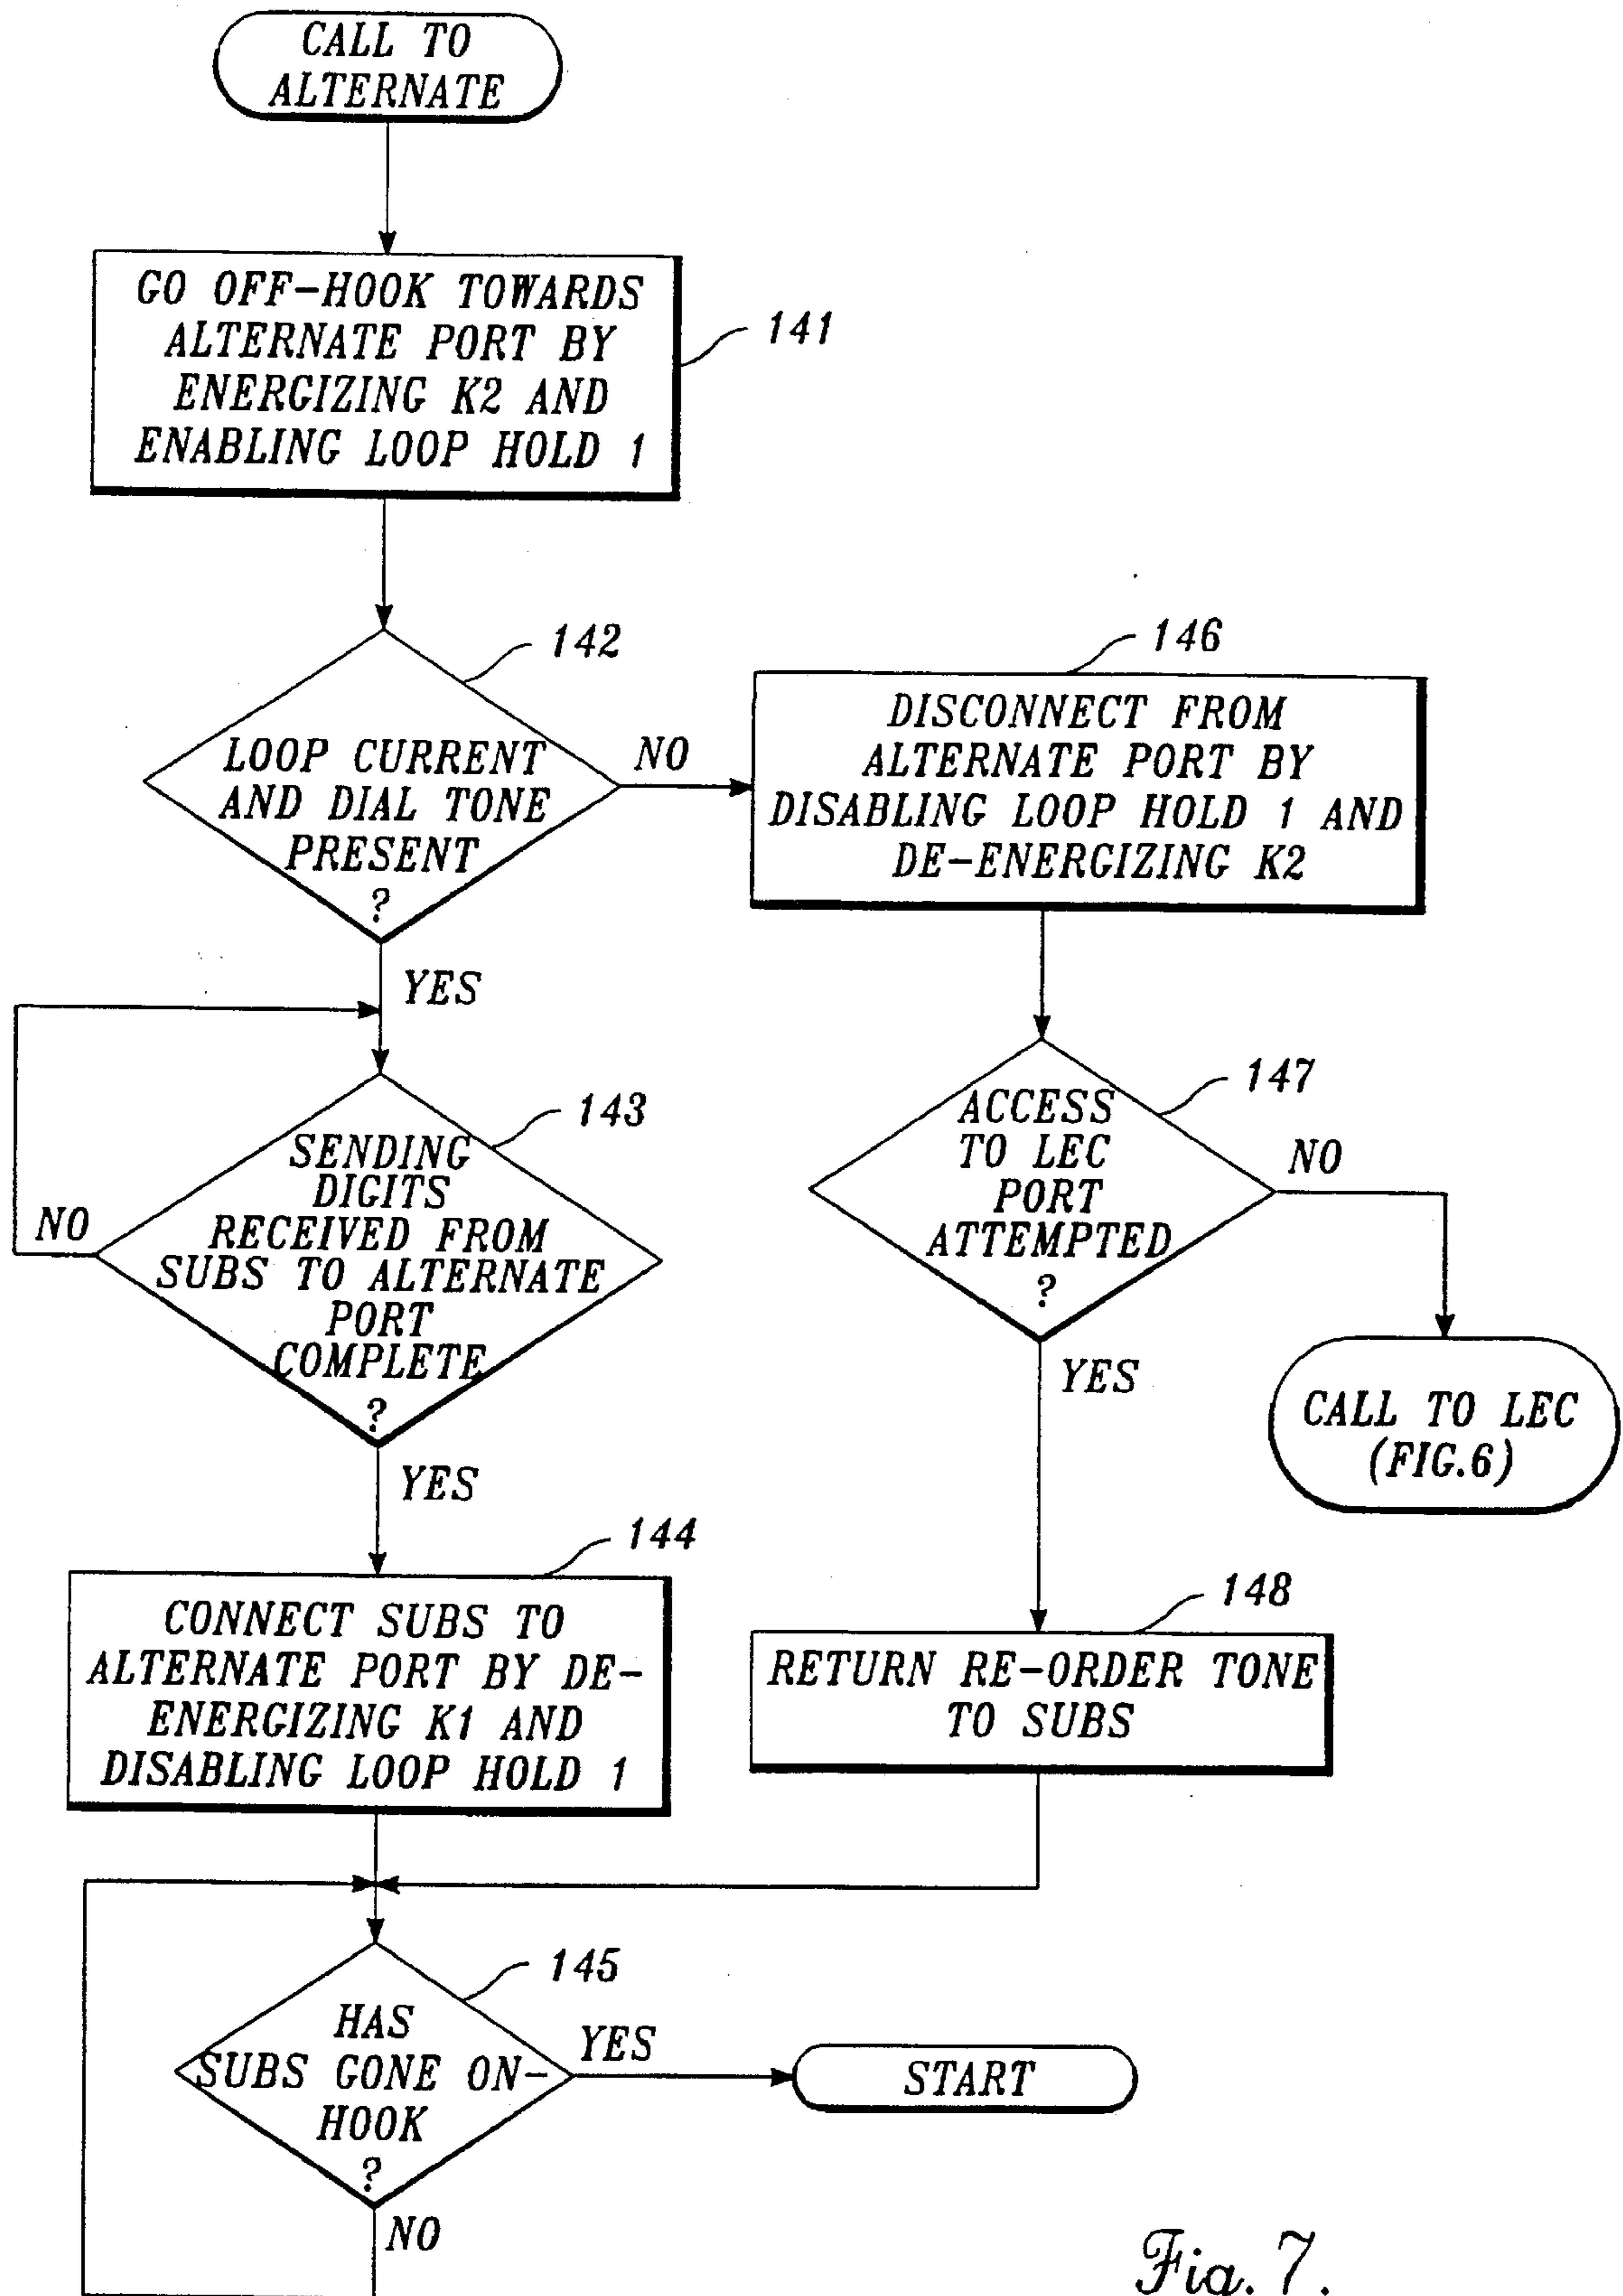 CALL TO
ALTERNATE
GO OFF-HOOK TOWARDS
ALTERNATE PORT BY
ENERGIZING K2 AND
ENABLING LOOP HOLD 1
141
142
LOOP CURRENT
AND DIAL TONE
PRESENT
?
NO
YES
146
DISCONNECT FROM
ALTERNATE PORT BY
DISABLING LOOP HOLD 1 AND
DE-ENERGIZING K2
143
SENDING
DIGITS
RECEIVED FROM
SUBS TO ALTERNATE
PORT
COMPLETE
?
NO
YES
147
ACCESS
TO LEC
PORT
ATTEMPTED
?
NO
YES
CALL TO LEC
(FIG.6)
144
CONNECT SUBS TO
ALTERNATE PORT BY DE-
ENERGIZING K1 AND
DISABLING LOOP HOLD 1
148
RETURN RE-ORDER TONE
TO SUBS
145
HAS
SUBS GONE ON-
HOOK
?
YES
START
NO
Fig. 7.